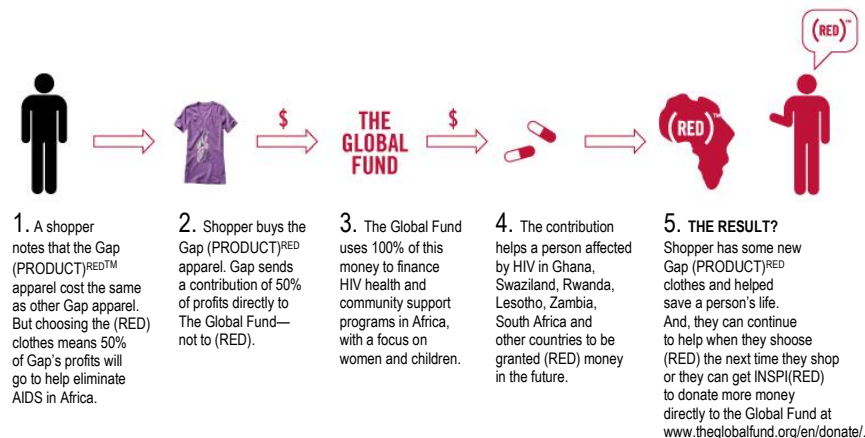 (RED)™
$
THE
GLOBAL
FUND
$
(RED)™
1. A shopper
notes that the Gap
(PRODUCT)REDTM
apparel cost the same
as other Gap apparel.
But choosing the (RED)
clothes means 50%
of Gap's profits will
go to help eliminate
AIDS in Africa.
2. Shopper buys the
Gap (PRODUCT)RED
apparel. Gap sends
a contribution of 50%
of profits directly to
The Global Fund—
not to (RED).
3. The Global Fund
uses 100% of this
money to finance
HIV health and
community support
programs in Africa,
with a focus on
women and children.
4. The contribution
helps a person affected
by HIV in Ghana,
Swaziland, Rwanda,
Lesotho, Zambia,
South Africa and
other countries to be
granted (RED) money
in the future.
5. THE RESULT?
Shopper has some new
Gap (PRODUCT)RED
clothes and helped
save a person's life.
And, they can continue
to help when they choose
(RED) the next time they shop
or they can get INSPI(RED)
to donate more money
directly to the Global Fund at
www.theglobalfund.org/en/donate/.